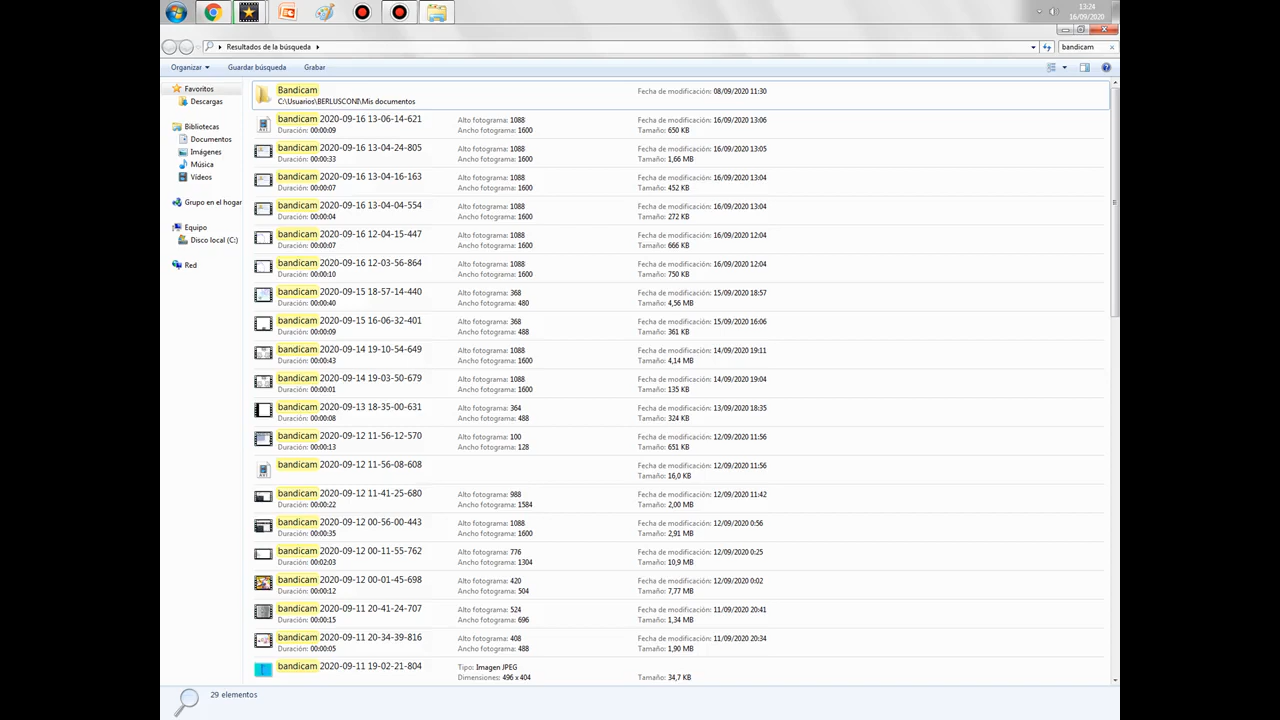 13:24
16/09/2020
Resultados de la búsqueda
bandicam
Organizar
Guardar búsqueda
Grabar
Favoritos
Descargas
Bibliotecas
Documentos
Imágenes
Música
Vídeos
Grupo en el hogar
Equipo
Disco local (C:)
Red
Bandicam
C:\Usuarios\BERLUSCONI\Mis documentos
Fecha de modificación: 08/09/2020 11:30
bandicam 2020-09-16 13-06-14-621 Alto fotograma: 1088 Fecha de modificación: 16/09/2020 13:06
Duración: 00:00:09 Ancho fotograma: 1600 Tamaño: 650 KB
bandicam 2020-09-16 13-04-24-805 Alto fotograma: 1088 Fecha de modificación: 16/09/2020 13:05
Duración: 00:00:33 Ancho fotograma: 1600 Tamaño: 1,66 MB
bandicam 2020-09-16 13-04-16-163 Alto fotograma: 1088 Fecha de modificación: 16/09/2020 13:04
Duración: 00:00:07 Ancho fotograma: 1600 Tamaño: 452 KB
bandicam 2020-09-16 13-04-04-554 Alto fotograma: 1088 Fecha de modificación: 16/09/2020 13:04
Duración: 00:00:04 Ancho fotograma: 1600 Tamaño: 272 KB
bandicam 2020-09-16 12-04-15-447 Alto fotograma: 1088 Fecha de modificación: 16/09/2020 12:04
Duración: 00:00:07 Ancho fotograma: 1600 Tamaño: 666 KB
bandicam 2020-09-16 12-03-56-864 Alto fotograma: 1088 Fecha de modificación: 16/09/2020 12:04
Duración: 00:00:10 Ancho fotograma: 1600 Tamaño: 750 KB
bandicam 2020-09-15 18-57-14-440 Alto fotograma: 368 Fecha de modificación: 15/09/2020 18:57
Duración: 00:00:40 Ancho fotograma: 480 Tamaño: 4,56 MB
bandicam 2020-09-15 16-06-32-401 Alto fotograma: 368 Fecha de modificación: 15/09/2020 16:06
Duración: 00:00:09 Ancho fotograma: 488 Tamaño: 361 KB
bandicam 2020-09-14 19-10-54-649 Alto fotograma: 1088 Fecha de modificación: 14/09/2020 19:11
Duración: 00:00:43 Ancho fotograma: 1600 Tamaño: 4,14 MB
bandicam 2020-09-14 19-03-50-679 Alto fotograma: 1088 Fecha de modificación: 14/09/2020 19:04
Duración: 00:00:01 Ancho fotograma: 1600 Tamaño: 135 KB
bandicam 2020-09-13 18-35-00-631 Alto fotograma: 364 Fecha de modificación: 13/09/2020 18:35
Duración: 00:00:08 Ancho fotograma: 488 Tamaño: 324 KB
bandicam 2020-09-12 11-56-12-570 Alto fotograma: 100 Fecha de modificación: 12/09/2020 11:56
Duración: 00:00:13 Ancho fotograma: 128 Tamaño: 651 KB
bandicam 2020-09-12 11-56-08-608 Fecha de modificación: 12/09/2020 11:56
Tamaño: 16,0 KB
bandicam 2020-09-12 11-41-25-680 Alto fotograma: 988 Fecha de modificación: 12/09/2020 11:42
Duración: 00:00:22 Ancho fotograma: 1584 Tamaño: 2,00 MB
bandicam 2020-09-12 00-56-00-443 Alto fotograma: 1088 Fecha de modificación: 12/09/2020 0:56
Duración: 00:00:35 Ancho fotograma: 1600 Tamaño: 2,91 MB
bandicam 2020-09-12 00-11-55-762 Alto fotograma: 776 Fecha de modificación: 12/09/2020 0:25
Duración: 00:02:03 Ancho fotograma: 1304 Tamaño: 10,9 MB
bandicam 2020-09-12 00-01-45-698 Alto fotograma: 420 Fecha de modificación: 12/09/2020 0:02
Duración: 00:00:12 Ancho fotograma: 504 Tamaño: 7,77 MB
bandicam 2020-09-11 20-41-24-707 Alto fotograma: 524 Fecha de modificación: 11/09/2020 20:41
Duración: 00:00:15 Ancho fotograma: 696 Tamaño: 1,34 MB
bandicam 2020-09-11 20-34-39-816 Alto fotograma: 408 Fecha de modificación: 11/09/2020 20:34
Duración: 00:00:05 Ancho fotograma: 488 Tamaño: 1,90 MB
bandicam 2020-09-11 19-02-21-804 Tipo: Imagen JPEG
Dimensiones: 496 x 404 Tamaño: 34,7 KB
29 elementos